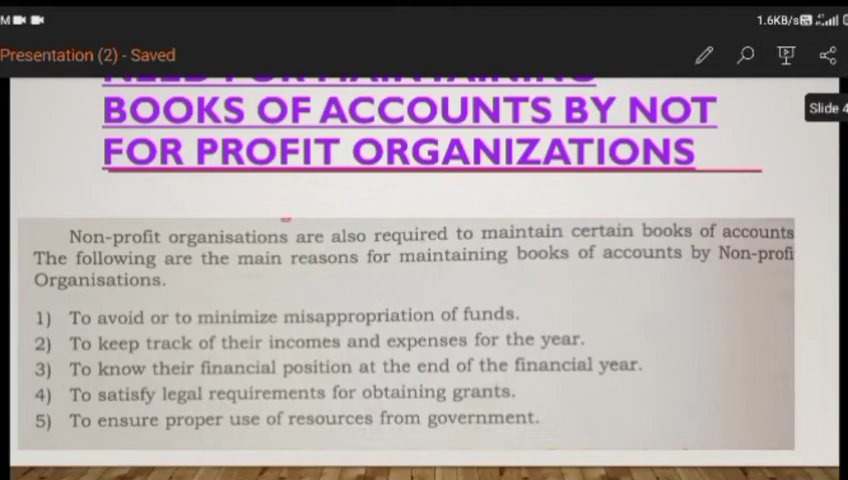 M
1.6KB/s
Presentation (2) - Saved
NEED FOR MAINTAINING
BOOKS OF ACCOUNTS BY NOT
FOR PROFIT ORGANIZATIONS
Slide 4
Non-profit organisations are also required to maintain certain books of accounts
The following are the main reasons for maintaining books of accounts by Non-profi
Organisations.
1) To avoid or to minimize misappropriation of funds.
2) To keep track of their incomes and expenses for the year.
3) To know their financial position at the end of the financial year.
4) To satisfy legal requirements for obtaining grants.
5) To ensure proper use of resources from government.